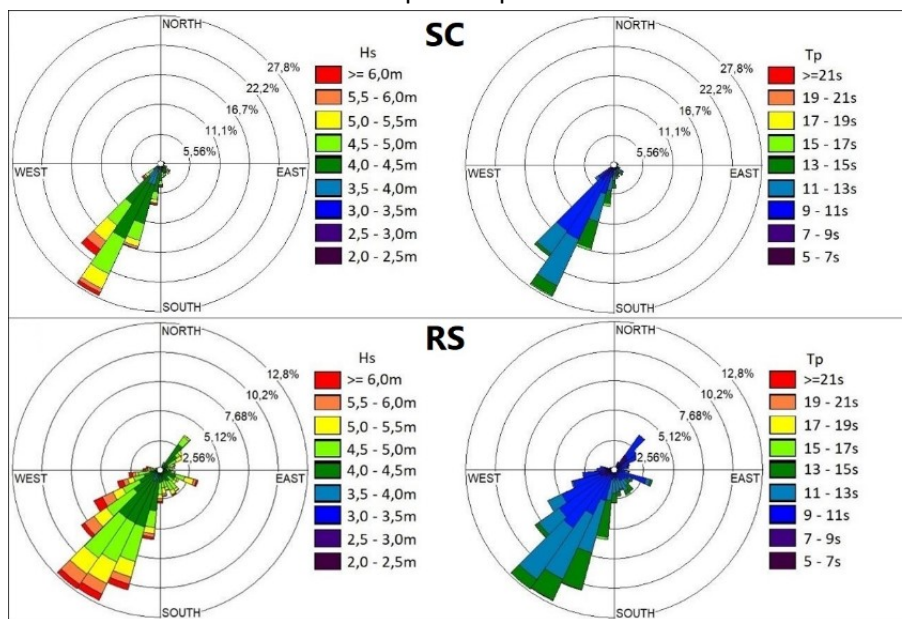 SC
NORTH
27,8%
22,2%
16,7%
11,1%
5,56%
WEST
EAST
SOUTH
Hs
>= 6,0m
5,5 - 6,0m
5,0 - 5,5m
4,5 - 5,0m
4,0 - 4,5m
3,5 - 4,0m
3,0 - 3,5m
2,5 - 3,0m
2,0 - 2,5m
NORTH
27,8%
22,2%
16,7%
11,1%
5,56%
WEST
EAST
SOUTH
Tp
>=21s
19 - 21s
17 - 19s
15 - 17s
13 - 15s
11 - 13s
9 - 11s
7 - 9s
5 - 7s
RS
NORTH
12,8%
10,2%
7,68%
5,12%
2,56%
WEST
EAST
SOUTH
Hs
>= 6,0m
5,5 - 6,0m
5,0 - 5,5m
4,5 - 5,0m
4,0 - 4,5m
3,5 - 4,0m
3,0 - 3,5m
2,5 - 3,0m
2,0 - 2,5m
NORTH
12,8%
10,2%
7,68%
5,12%
2,56%
WEST
EAST
SOUTH
Tp
>=21s
19 - 21s
17 - 19s
15 - 17s
13 - 15s
11 - 13s
9 - 11s
7 - 9s
5 - 7s